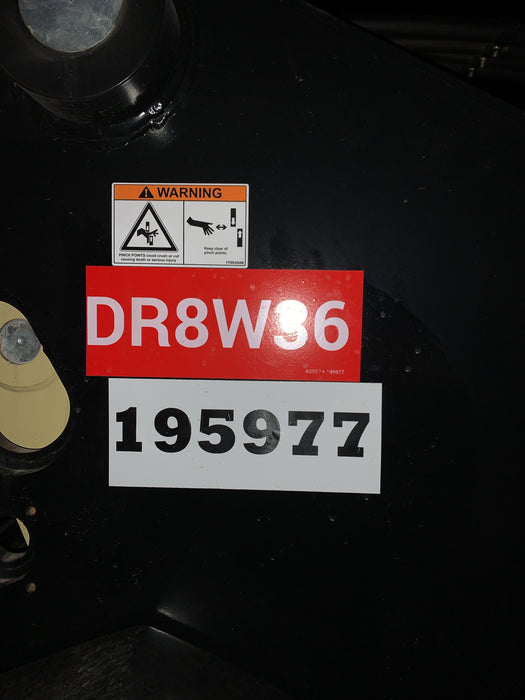 WARNING
PINCH POINTS could crush or cut
causing death or serious injury
Keep clear of
pinch points.
DR8W36
ASSET# 195977
195977